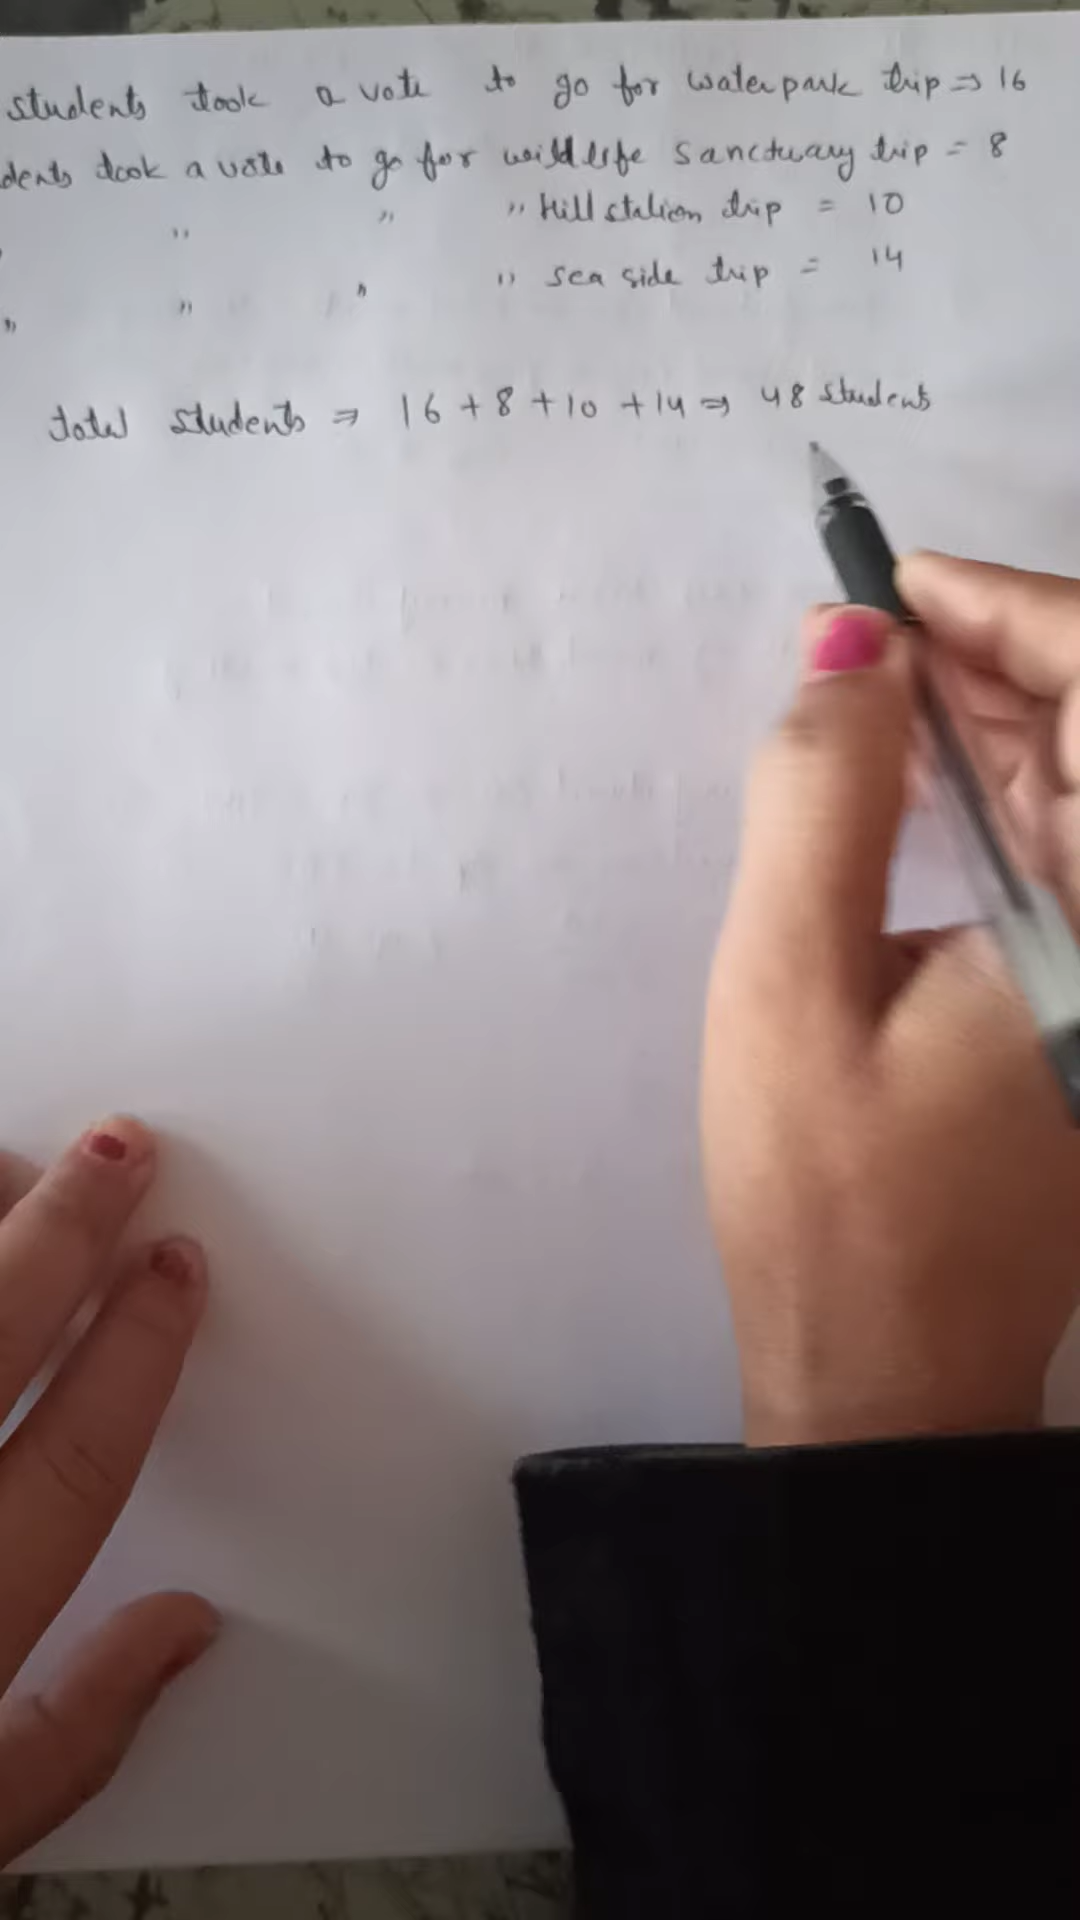 students took a vote to go for waterpark trip ⇒ 16
dents took a vote to go for wildlife sanctuary trip = 8
" " " Hill station trip = 10
" " " " sea side trip = 14
total students ⇒ 16 + 8 + 10 + 14 ⇒ 48 students